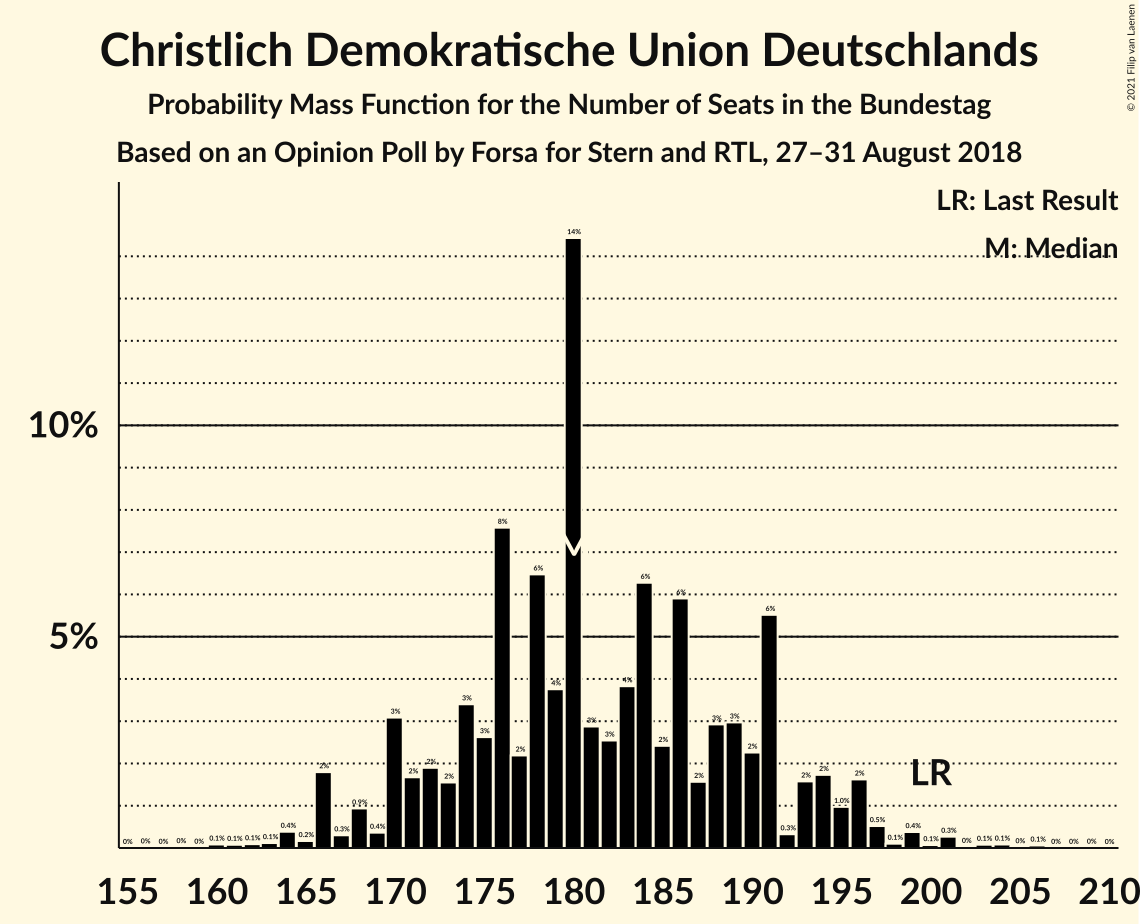 Christlich Demokratische Union Deutschlands
Probability Mass Function for the Number of Seats in the Bundestag
Based on an Opinion Poll by Forsa for Stern and RTL, 27–31 August 2018
© 2021 Filip van Laenen
LR: Last Result
M: Median
10%
5%
0% 0% 0% 0% 0% 0.1% 0.1% 0.1% 0.1% 0.4% 0.2% 2% 0.3% 0.9% 0.4% 3% 2% 2% 2% 3% 3% 8% 2% 6% 4% 14% 3% 3% 4% 6% 2% 6% 2% 3% 3% 2% 6% 0.3% 2% 2% 1.0% 2% 0.5% 0.1% 0.4% 0.1% 0.3% 0% 0.1% 0.1% 0% 0.1% 0% 0% 0% 0%
LR
155 160 165 170 175 180 185 190 195 200 205 210